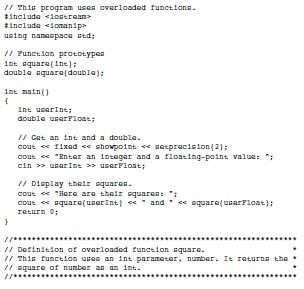 // This program uses overloaded functions.
#include <iostream>
#include <iomanip>
using namespace std;

// Function prototypes
int square(int);
double square(double);

int main()
{
   int userInt;
   double userFloat;

   // Get an int and a double.
   cout << fixed << showpoint << setprecision(2);
   cout << "Enter an integer and a floating-point value: ";
   cin >> userInt >> userFloat;

   // Display their squares.
   cout << "Here are their squares: ";
   cout << square(userInt) << " and " << square(userFloat);
   return 0;
}

//************************************************************
// Definition of overloaded function square.                 *
// This function uses an int parameter, number. It returns the *
// square of number as an int.                               *
//************************************************************